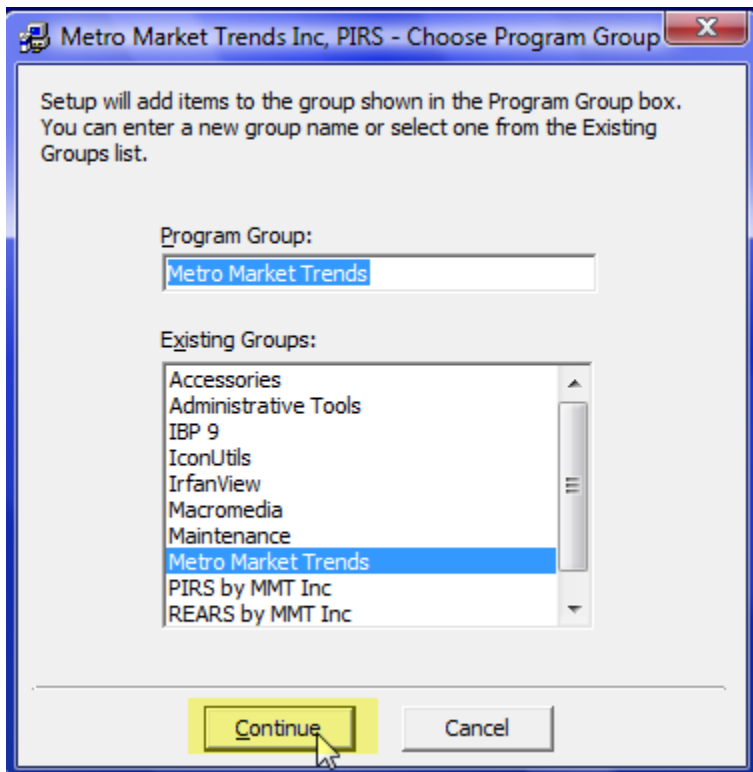 Metro Market Trends Inc, PIRS - Choose Program Group
X
Setup will add items to the group shown in the Program Group box.
You can enter a new group name or select one from the Existing
Groups list.
Program Group:
Metro Market Trends
Existing Groups:
Accessories
Administrative Tools
IBP 9
IconUtils
IrfanView
Macromedia
Maintenance
Metro Market Trends
PIRS by MMT Inc
REARS by MMT Inc
Continue
Cancel